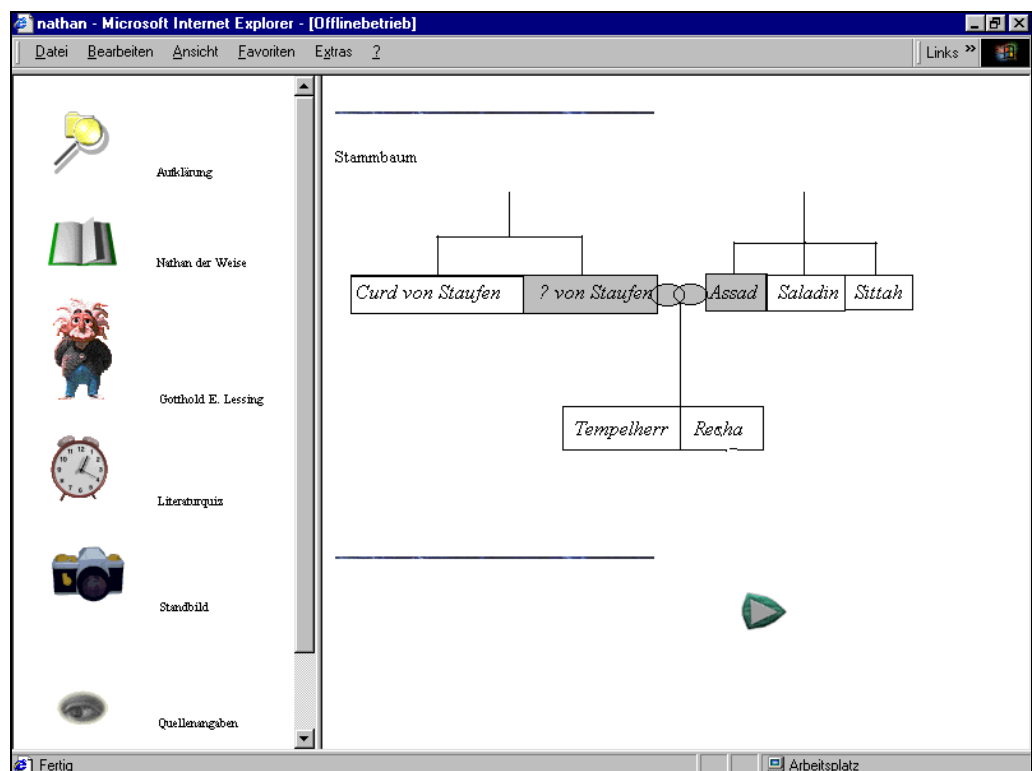 nathan - Microsoft Internet Explorer - [Offlinebetrieb]
Datei Bearbeiten Ansicht Favoriten Extras ? Links »
Aufklärung
Nathan der Weise
Gotthold E. Lessing
Literaturquiz
Standbild
Quellenangaben
Stammbaum
Curd von Staufen ? von Staufen Assad Saladin Sittah
Tempelherr Recha
Fertig Arbeitsplatz